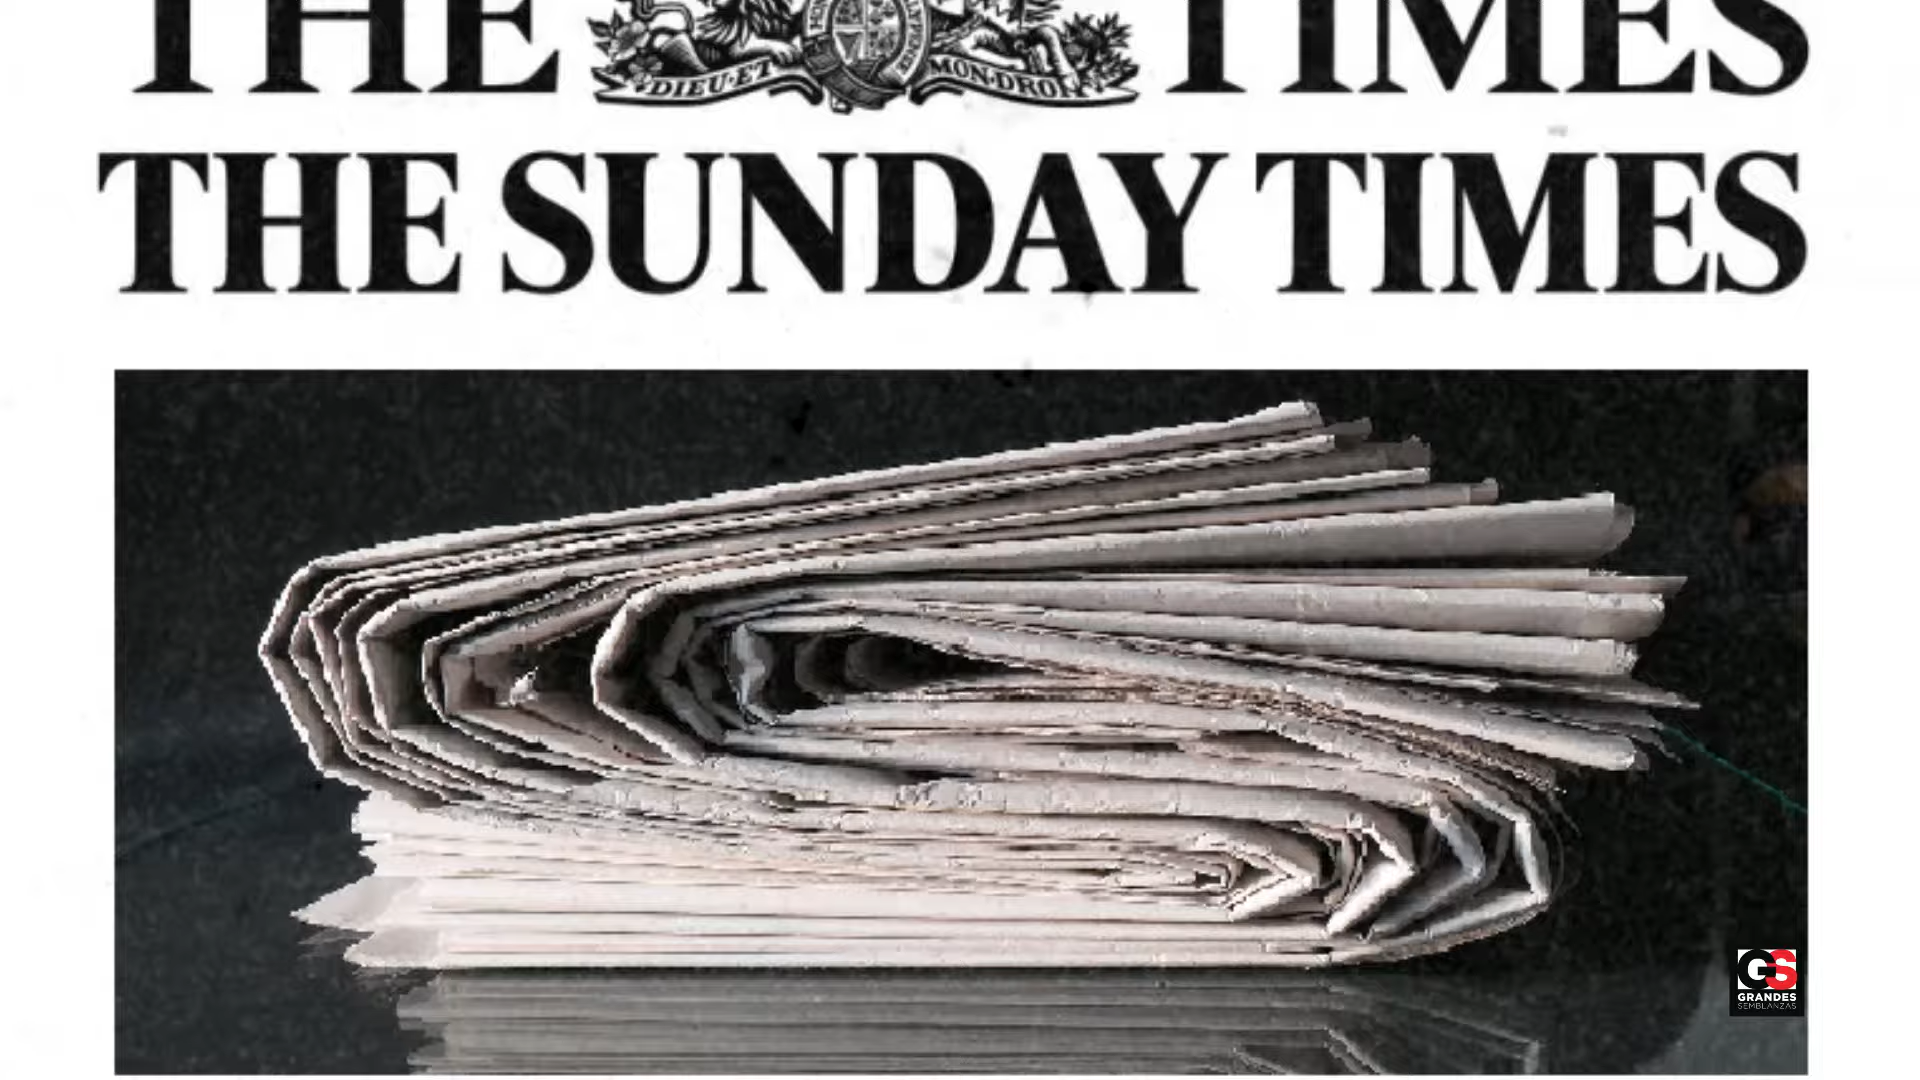 THE TIMES
DIEU·ET MON·DROIT
THE SUNDAY TIMES
GS
GRANDES
SEMBLANZAS